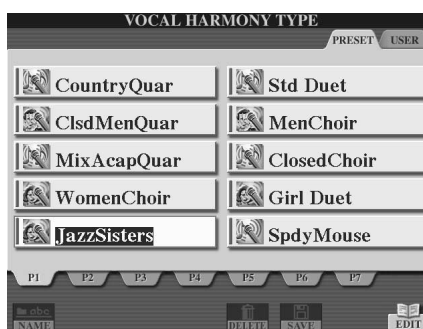 VOCAL HARMONY TYPE
PRESET USER
CountryQuar Std Duet
ClsdMenQuar MenChoir
MixAcapQuar ClosedChoir
WomenChoir Girl Duet
JazzSisters SpdyMouse
P1 P2 P3 P4 P5 P6 P7
abc
NAME DELETE SAVE EDIT